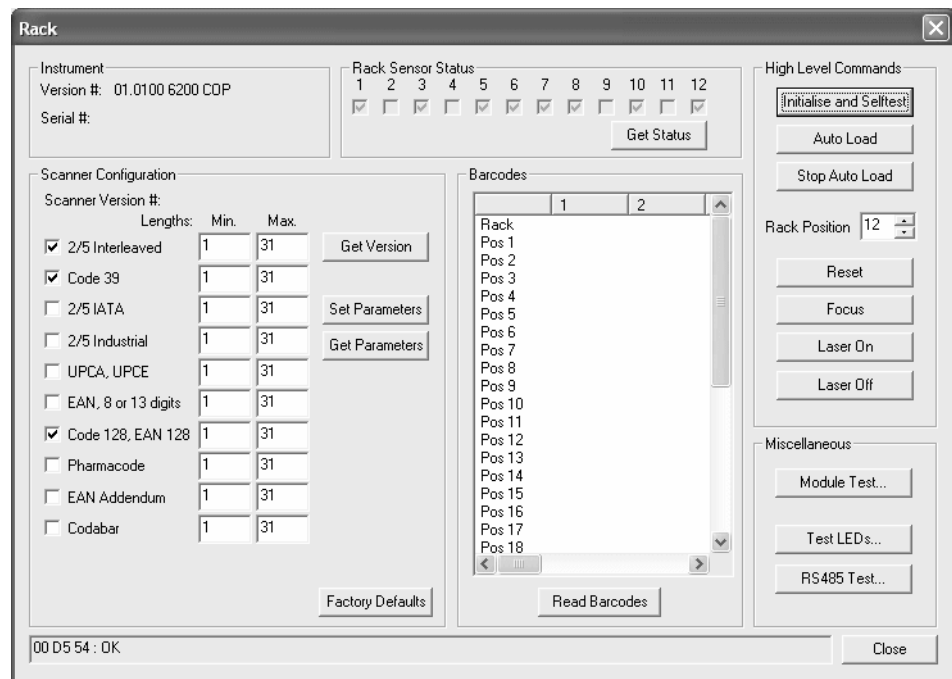 Rack
Instrument
Version #: 01.0100 6200 COP
Serial #:
Rack Sensor Status
1 2 3 4 5 6 7 8 9 10 11 12
Get Status
High Level Commands
Initialise and Selftest
Auto Load
Stop Auto Load
Rack Position 12
Reset
Focus
Laser On
Laser Off
Scanner Configuration
Scanner Version #:
Lengths: Min. Max.
2/5 Interleaved 1 31
Code 39 1 31
2/5 IATA 1 31
2/5 Industrial 1 31
UPCA, UPCE 1 31
EAN, 8 or 13 digits 1 31
Code 128, EAN 128 1 31
Pharmacode 1 31
EAN Addendum 1 31
Codabar 1 31
Get Version
Set Parameters
Get Parameters
Factory Defaults
Barcodes
1 2
Rack
Pos 1
Pos 2
Pos 3
Pos 4
Pos 5
Pos 6
Pos 7
Pos 8
Pos 9
Pos 10
Pos 11
Pos 12
Pos 13
Pos 14
Pos 15
Pos 16
Pos 17
Pos 18
Read Barcodes
Miscellaneous
Module Test...
Test LEDs...
RS485 Test...
00 D5 54 : OK
Close